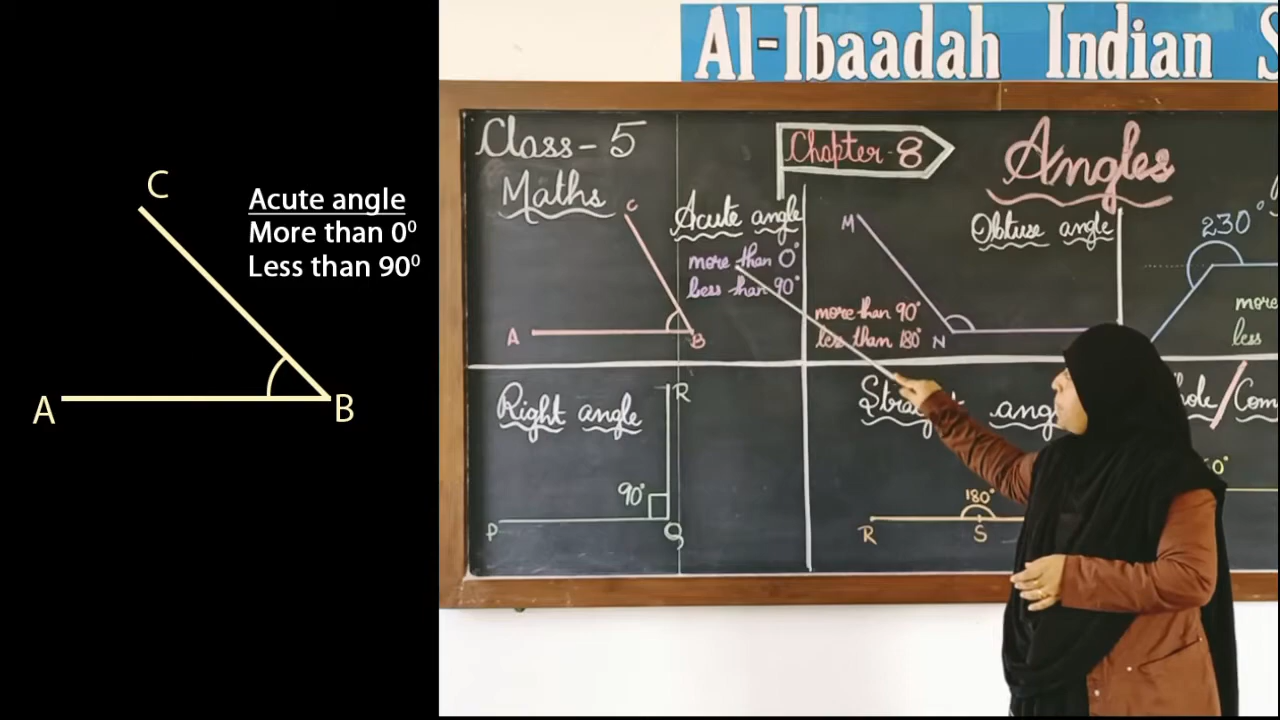 C
Acute angle
More than 0⁰
Less than 90⁰
A
B
Al-Ibaadah Indian S
Class-5
Maths
Chapter-8
Angles
C
Acute angle
more than 0°
less than 90°
A
B
M
Obtuse angle
more than 90°
less than 180°
N
230°
more
less
Right angle
R
90°
P
Q
ang
180°
R
S
Com